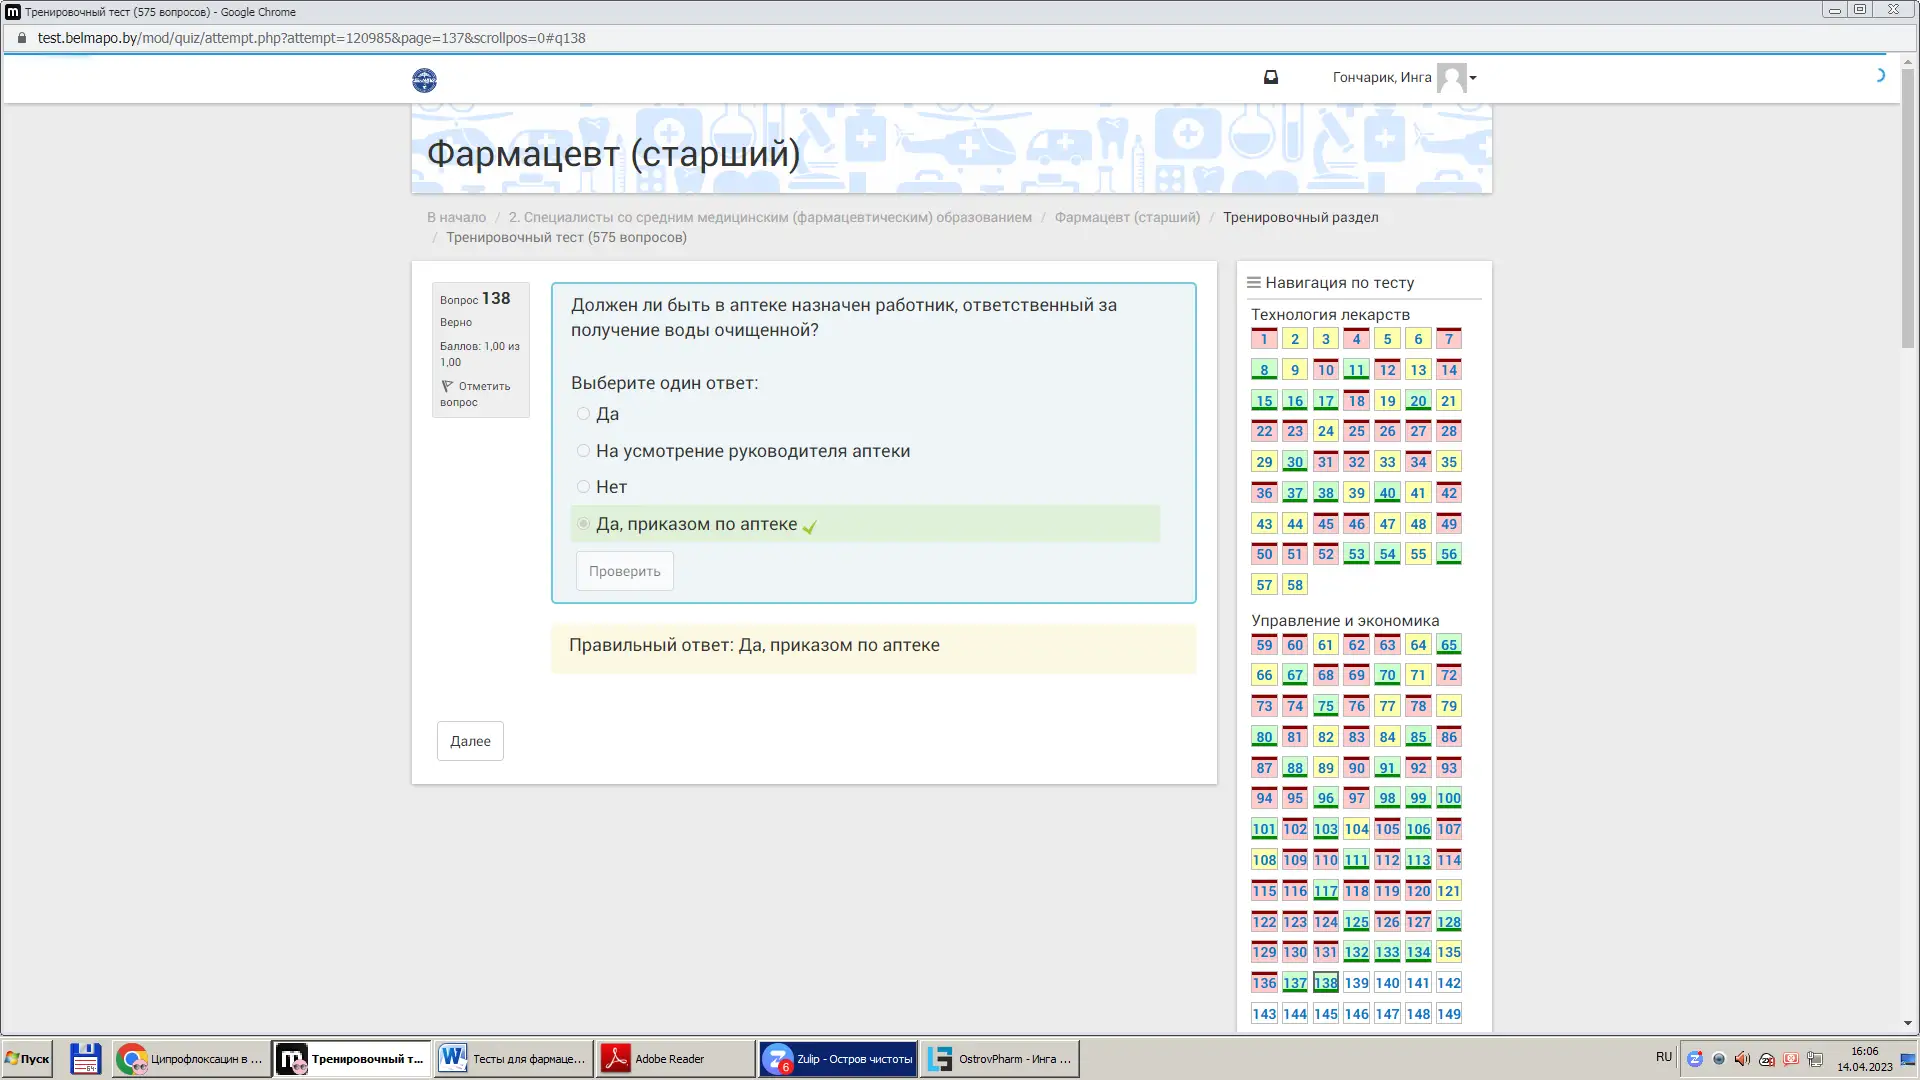 Тренировочный тест (575 вопросов) - Google Chrome
test.belmapo.by/mod/quiz/attempt.php?attempt=120985&page=137&scrollpos=0#q138
Гончарик, Инга
Фармацевт (старший)
В начало / 2. Специалисты со средним медицинским (фармацевтическим) образованием / Фармацевт (старший) / Тренировочный раздел
/ Тренировочный тест (575 вопросов)
Вопрос 138
Верно
Баллов: 1,00 из
1,00
Отметить
вопрос
Должен ли быть в аптеке назначен работник, ответственный за
получение воды очищенной?
Выберите один ответ:
Да
На усмотрение руководителя аптеки
Нет
Да, приказом по аптеке
Проверить
Правильный ответ: Да, приказом по аптеке
Далее
Навигация по тесту
Технология лекарств
1 2 3 4 5 6 7
8 9 10 11 12 13 14
15 16 17 18 19 20 21
22 23 24 25 26 27 28
29 30 31 32 33 34 35
36 37 38 39 40 41 42
43 44 45 46 47 48 49
50 51 52 53 54 55 56
57 58
Управление и экономика
59 60 61 62 63 64 65
66 67 68 69 70 71 72
73 74 75 76 77 78 79
80 81 82 83 84 85 86
87 88 89 90 91 92 93
94 95 96 97 98 99 100
101 102 103 104 105 106 107
108 109 110 111 112 113 114
115 116 117 118 119 120 121
122 123 124 125 126 127 128
129 130 131 132 133 134 135
136 137 138 139 140 141 142
143 144 145 146 147 148 149
Пуск
Ципрофлоксацин в ...
Тренировочный т...
Тесты для фармаце...
Adobe Reader
6
Zulip - Остров чистоты
OstrovPharm - Инга ...
RU
16:06
14.04.2023